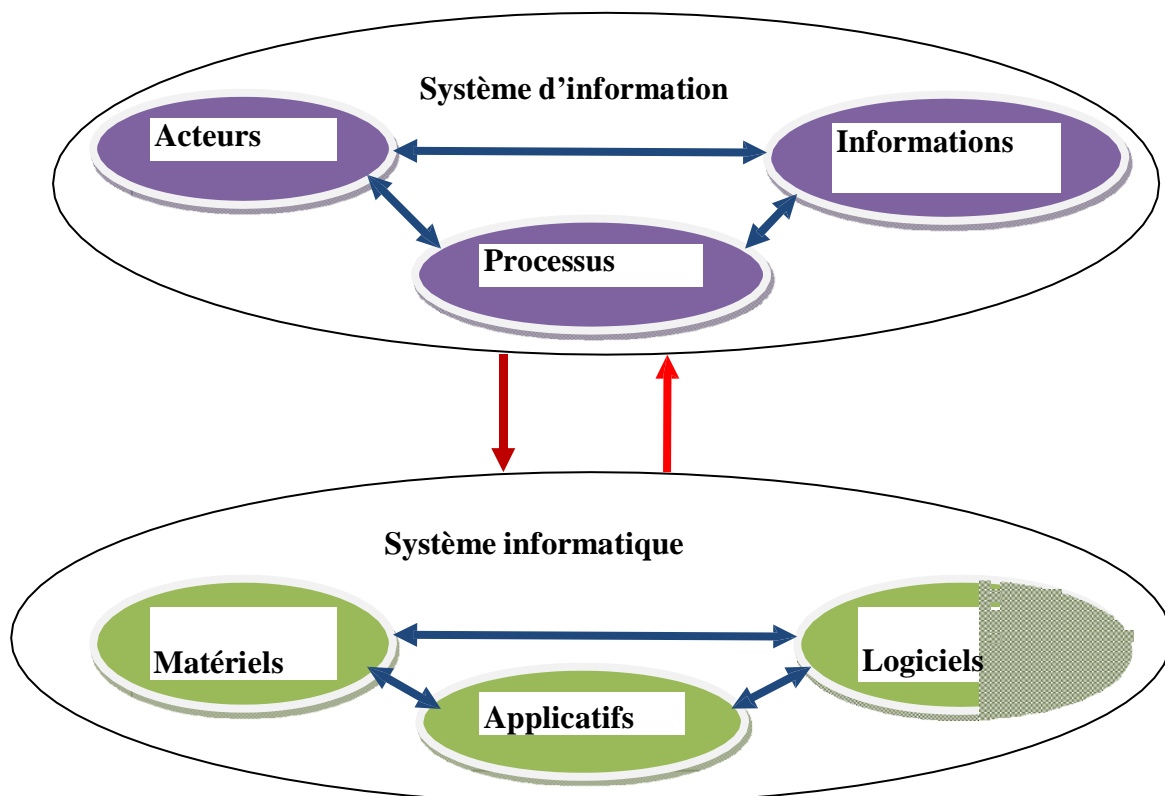 Système d’information
Acteurs
Informations
Processus
Système informatique
Matériels
Logiciels
Applicatifs